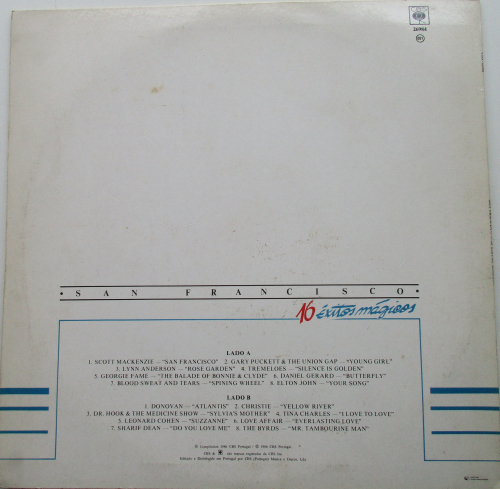 CBS
SAN FRANCISCO
16 êxitos mágicos
LADO A
1. SCOTT MACKENZIE — "SAN FRANCISCO" 2. GARY PUCKETT & THE UNION GAP — "YOUNG GIRL"
3. LYNN ANDERSON — "ROSE GARDEN" 4. TREMELOES — "SILENCE IS GOLDEN"
5. GEORGIE FAME — "THE BALADE OF BONNIE & CLYDE" 6. DANIEL GERARD — "BUTTERFLY"
7. BLOOD SWEAT AND TEARS — "SPINING WHEEL" 8. ELTON JOHN — "YOUR SONG"
LADO B
1. DONOVAN — "ATLANTIS" 2. CHRISTIE — "YELLOW RIVER"
3. DR. HOOK & THE MEDICINE SHOW — "SYLVIA'S MOTHER" 4. TINA CHARLES — "I LOVE TO LOVE"
5. LEONARD COHEN — "SUZZANNE" 6. LOVE AFFAIR — "EVERLASTING LOVE"
7. SHARIF DEAN — "DO YOU LOVE ME" 8. THE BYRDS — "MR. TAMBOURINE MAN"